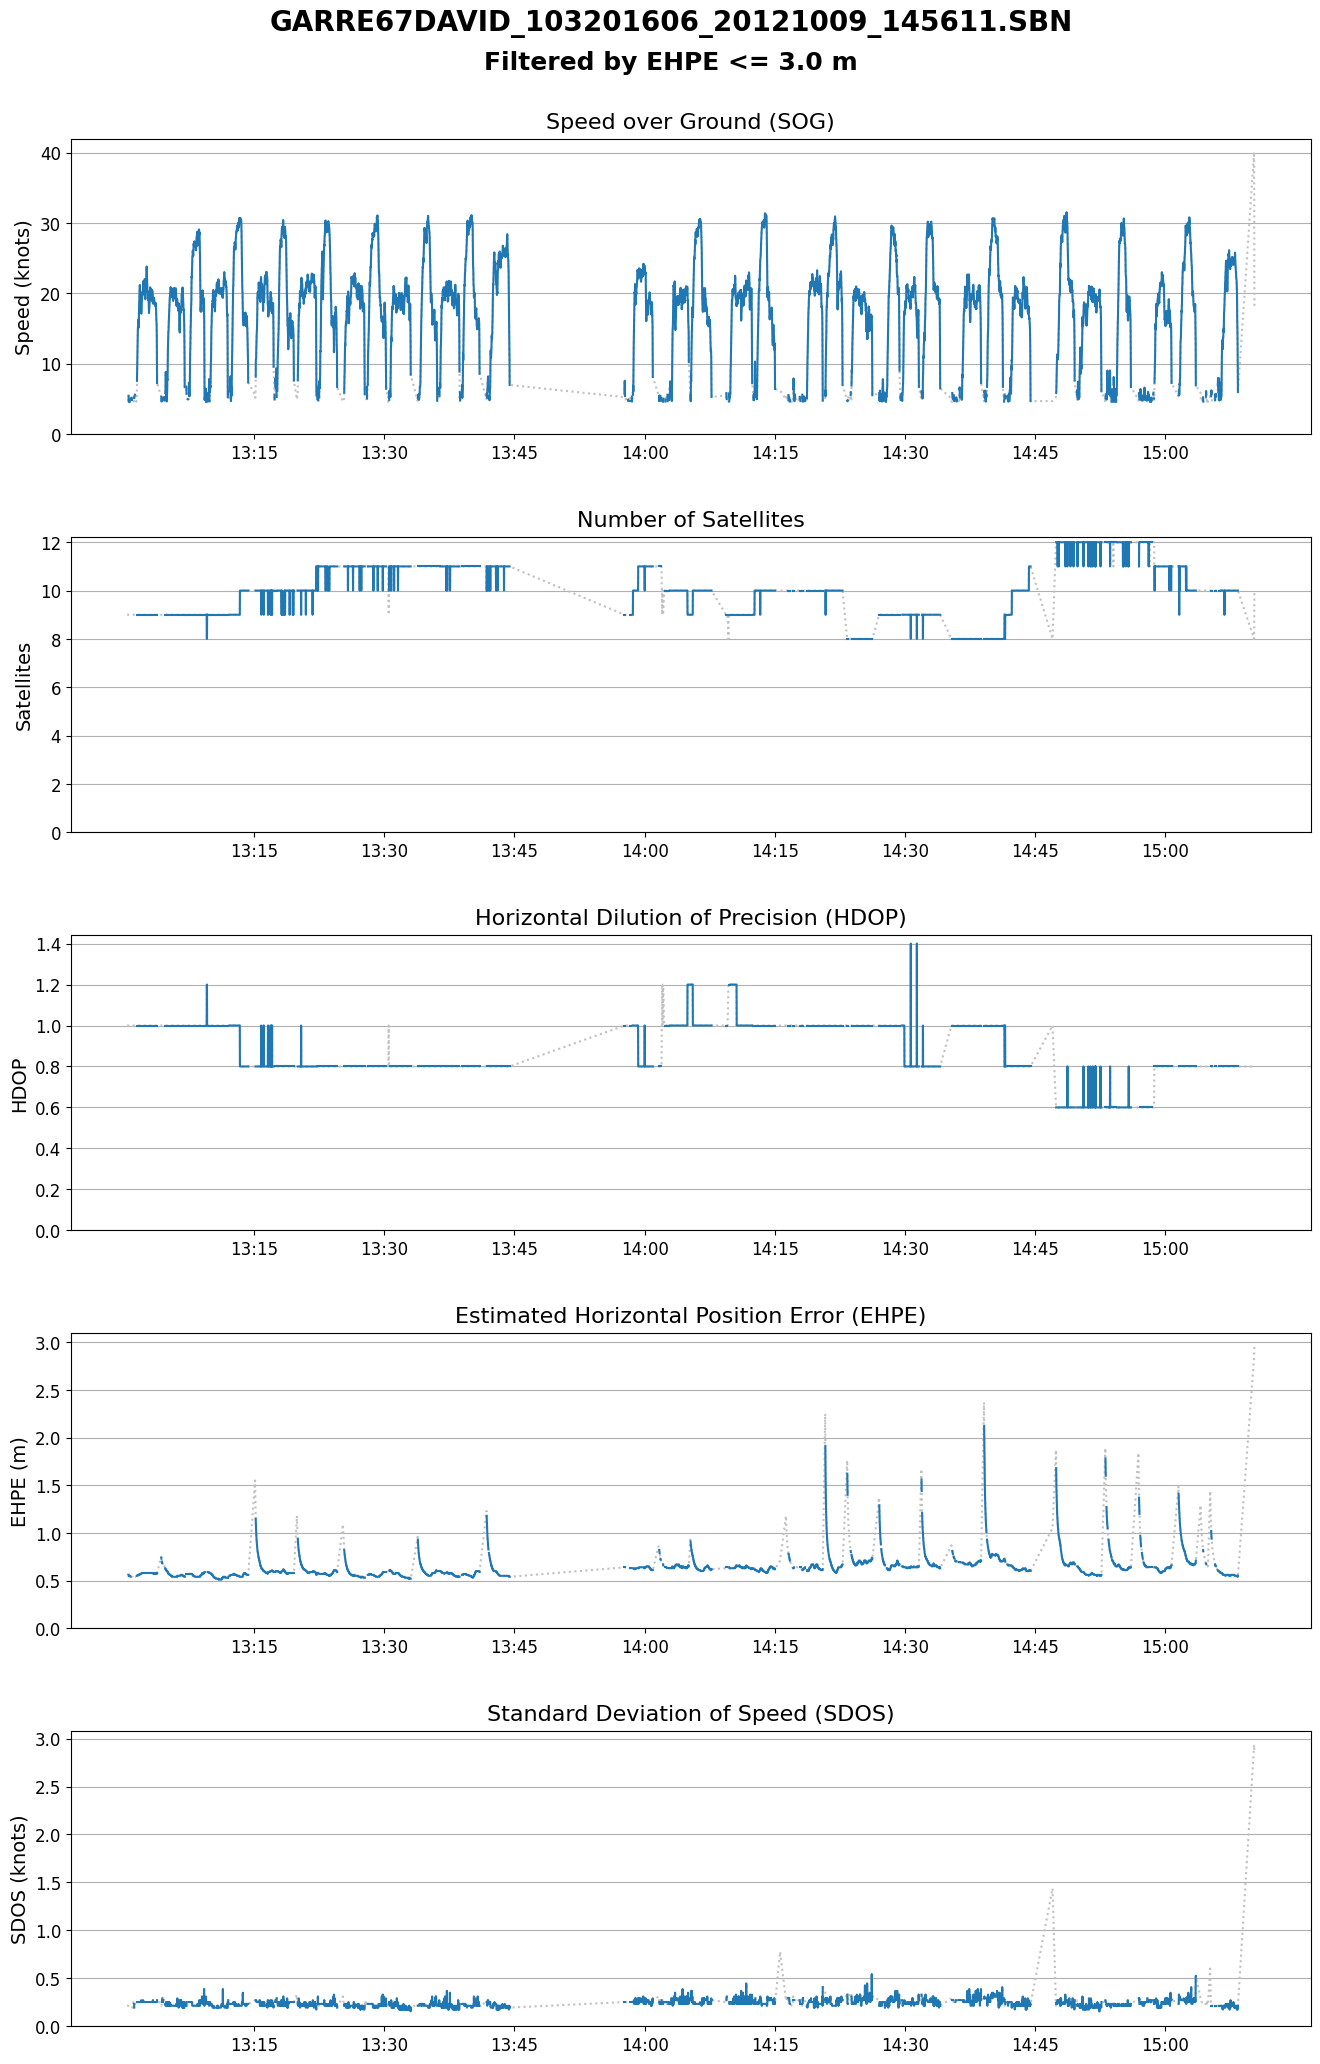 GARRE67DAVID_103201606_20121009_145611.SBN
Filtered by EHPE <= 3.0 m
Speed over Ground (SOG)
Speed (knots)
40
30
20
10
0
13:15 13:30 13:45 14:00 14:15 14:30 14:45 15:00
Number of Satellites
Satellites
12
10
8
6
4
2
0
13:15 13:30 13:45 14:00 14:15 14:30 14:45 15:00
Horizontal Dilution of Precision (HDOP)
HDOP
1.4
1.2
1.0
0.8
0.6
0.4
0.2
0.0
13:15 13:30 13:45 14:00 14:15 14:30 14:45 15:00
Estimated Horizontal Position Error (EHPE)
EHPE (m)
3.0
2.5
2.0
1.5
1.0
0.5
0.0
13:15 13:30 13:45 14:00 14:15 14:30 14:45 15:00
Standard Deviation of Speed (SDOS)
SDOS (knots)
3.0
2.5
2.0
1.5
1.0
0.5
0.0
13:15 13:30 13:45 14:00 14:15 14:30 14:45 15:00